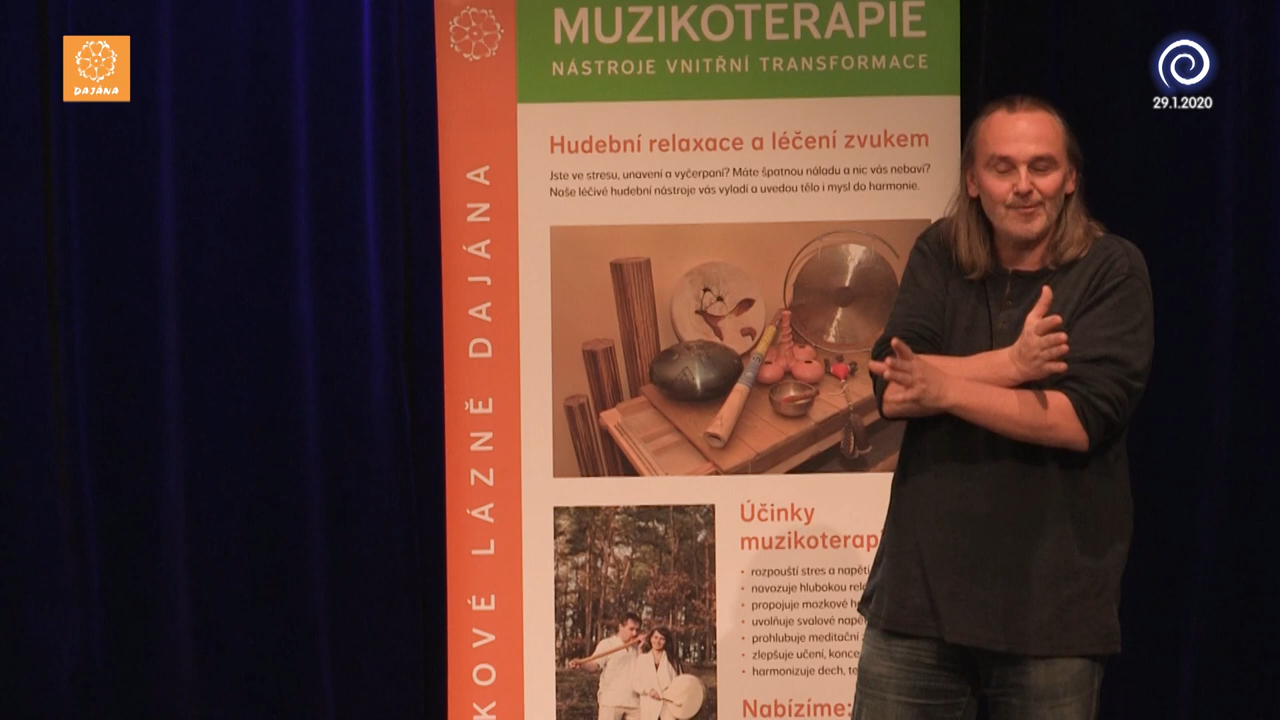 DAJÁNA
29.1.2020
KOVÉ LÁZNĚ DAJÁNA
MUZIKOTERAPIE
NÁSTROJE VNITŘNÍ TRANSFORMACE
Hudební relaxace a léčení zvukem
Jste ve stresu, unavení a vyčerpaní? Máte špatnou náladu a nic vás nebaví?
Naše léčivé hudební nástroje vás vyladí a uvedou tělo i mysl do harmonie.
Účinky
muzikoterapi
• rozpouští stres a napětí
• navozuje hlubokou rel
• propojuje mozkové h
• uvolňuje svalové napě
• prohlubuje meditační
• zlepšuje učení, konce
• harmonizuje dech, te
Nabízíme: